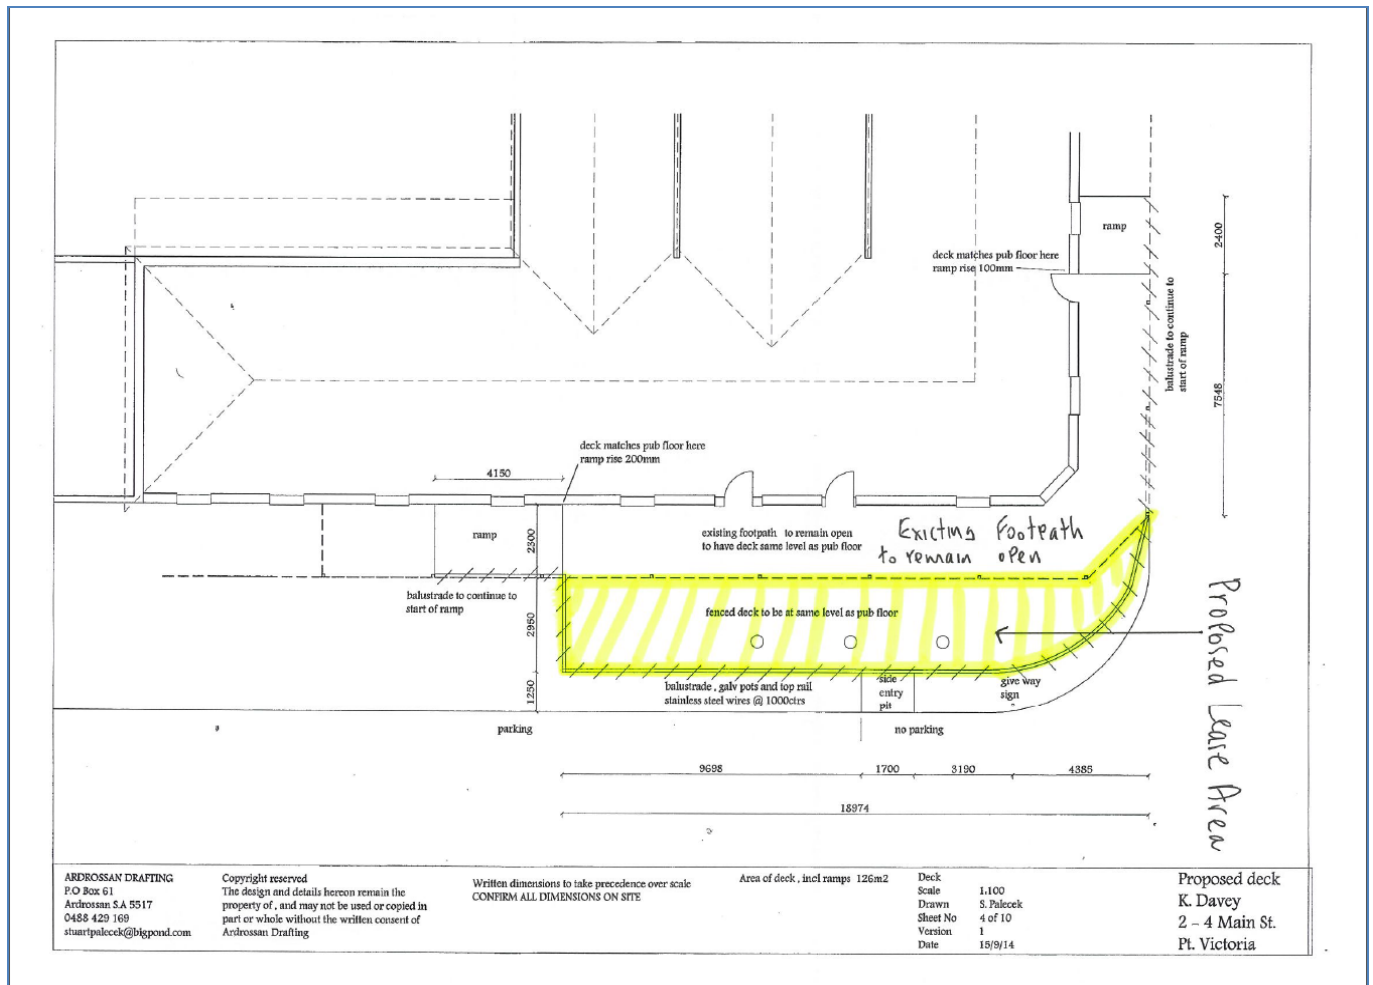 ramp
2400
deck matches pub floor here
ramp rise 100mm
balustrade to continue to
start of ramp
7548
deck matches pub floor here
ramp rise 200mm
4150
ramp
2300
existing footpath to remain open
to have deck same level as pub floor
Existing Footpath
to remain open
balustrade to continue to
start of ramp
2950
fenced deck to be at same level as pub floor
Proposed Lease Area
1250
balustrade , galv pots and top rail
stainless steel wires @ 1000ctrs
side
entry
pit
give way
sign
parking
no parking
9698
1700
3190
4385
18974
ARDROSSAN DRAFTING
P.O Box 61
Ardrossan S.A 5517
0488 429 169
stuartpalecek@bigpond.com
Copyright reserved
The design and details hereon remain the
property of , and may not be used or copied in
part or whole without the written consent of
Ardrossan Drafting
Written dimensions to take precedence over scale
CONFIRM ALL DIMENSIONS ON SITE
Area of deck , incl ramps 126m2
Deck
Scale 1.100
Drawn S. Palecek
Sheet No 4 of 10
Version 1
Date 15/9/14
Proposed deck
K. Davey
2 – 4 Main St.
Pt. Victoria